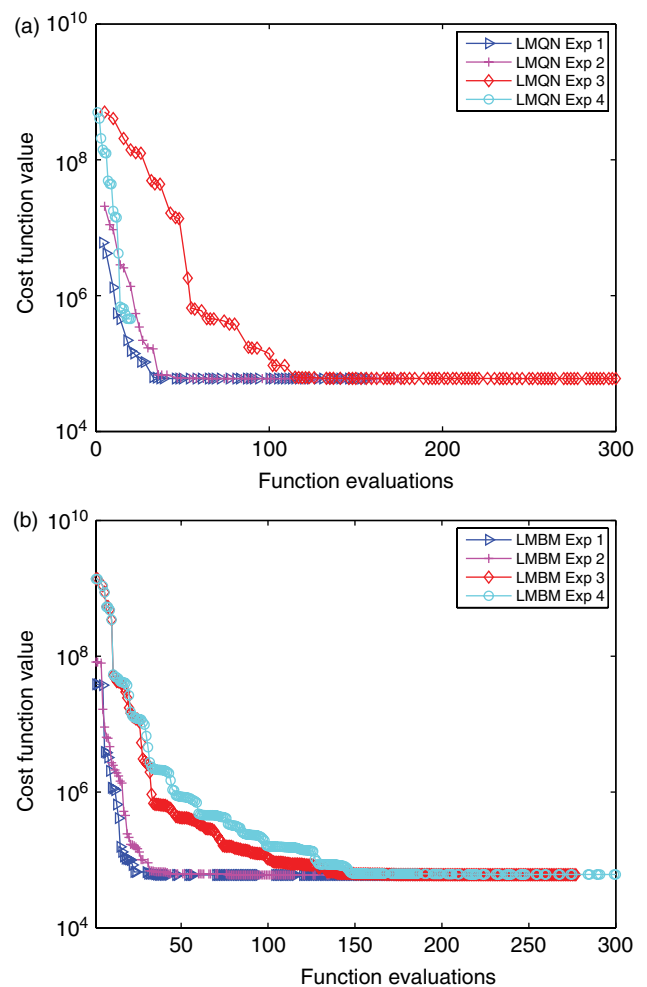 (a)
10^10
10^8
10^6
10^4
Cost function value
0
100
200
300
Function evaluations
LMQN Exp 1
LMQN Exp 2
LMQN Exp 3
LMQN Exp 4
(b)
10^10
10^8
10^6
10^4
Cost function value
50
100
150
200
250
300
Function evaluations
LMBM Exp 1
LMBM Exp 2
LMBM Exp 3
LMBM Exp 4